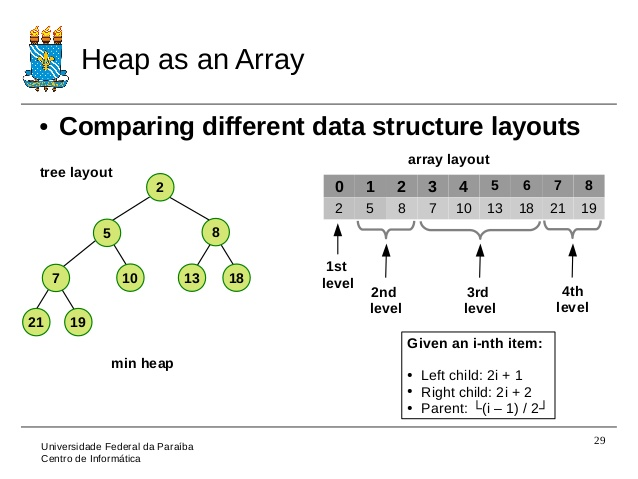 Heap as an Array
• Comparing different data structure layouts
tree layout
2
5
8
7
10
13
18
21
19
min heap
array layout
0 1 2 3 4 5 6 7 8
2 5 8 7 10 13 18 21 19
1st
level
2nd
level
3rd
level
4th
level
Given an i-nth item:
• Left child: 2i + 1
• Right child: 2i + 2
• Parent: └(i – 1) / 2┘
Universidade Federal da Paraíba
Centro de Informática
29